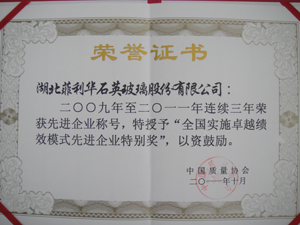 荣誉证书
湖北菲利华石英玻璃股份有限公司：
二〇〇九年至二〇一一年连续三年荣
获先进企业称号，特授予“全国实施卓越绩
效模式先进企业特别奖”，以资鼓励。
中国质量协会
二〇一一年十月